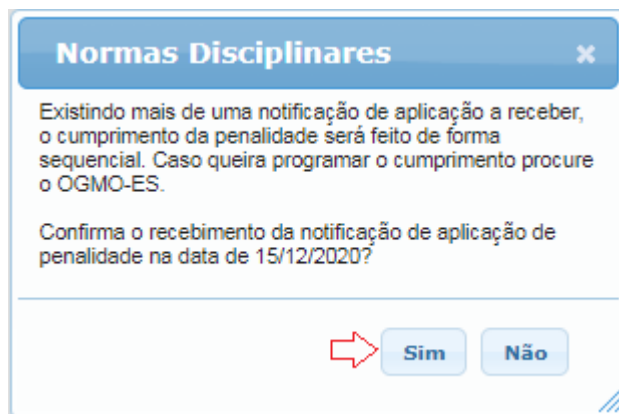 Normas Disciplinares
Existindo mais de uma notificação de aplicação a receber,
o cumprimento da penalidade será feito de forma
sequencial. Caso queira programar o cumprimento procure
o OGMO-ES.
Confirma o recebimento da notificação de aplicação de
penalidade na data de 15/12/2020?
Sim Não